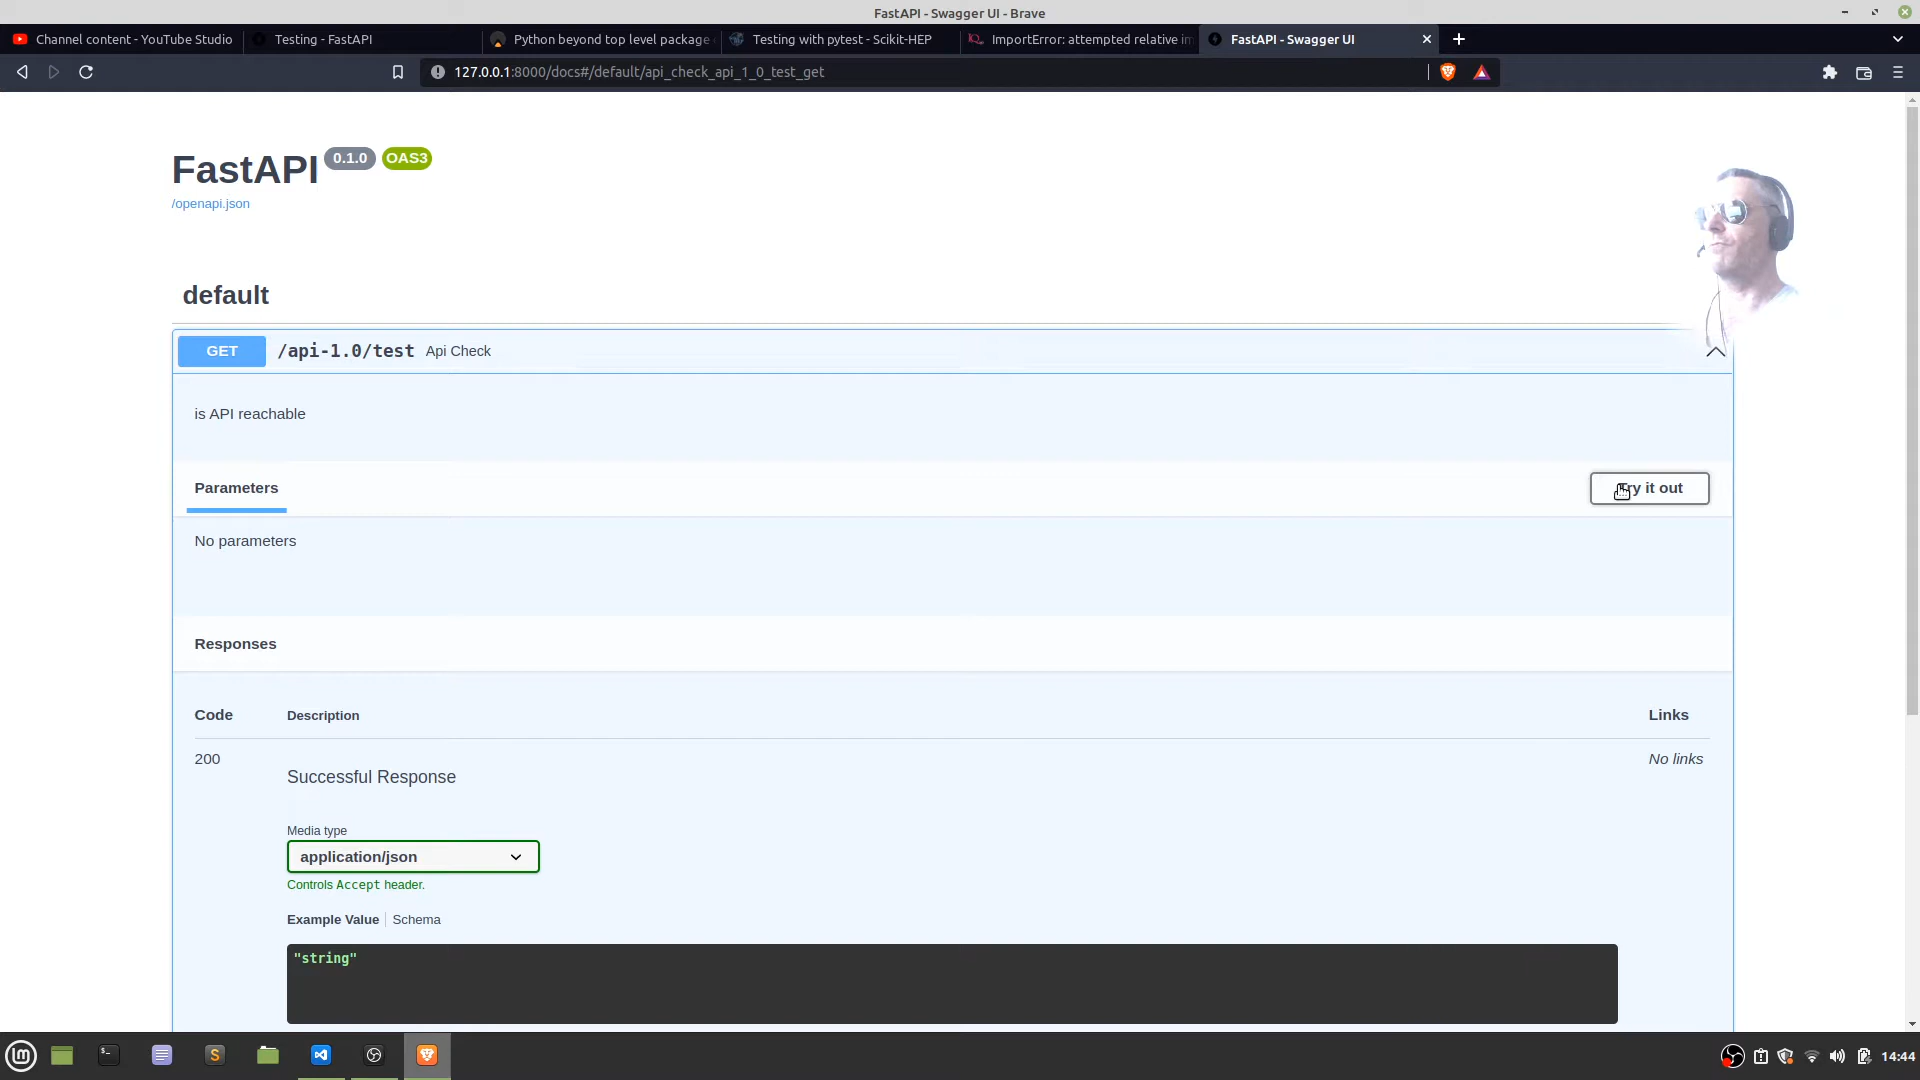 FastAPI - Swagger UI - Brave
Channel content - YouTube Studio
Testing - FastAPI
Python beyond top level package
Testing with pytest - Scikit-HEP
ImportError: attempted relative in
FastAPI - Swagger UI
127.0.0.1:8000/docs#/default/api_check_api_1_0_test_get
FastAPI 0.1.0 OAS3
/openapi.json
default
GET /api-1.0/test Api Check
is API reachable
Parameters
Try it out
No parameters
Responses
Code Description Links
200 Successful Response No links
Media type
application/json
Controls Accept header.
Example Value Schema
"string"
14:44